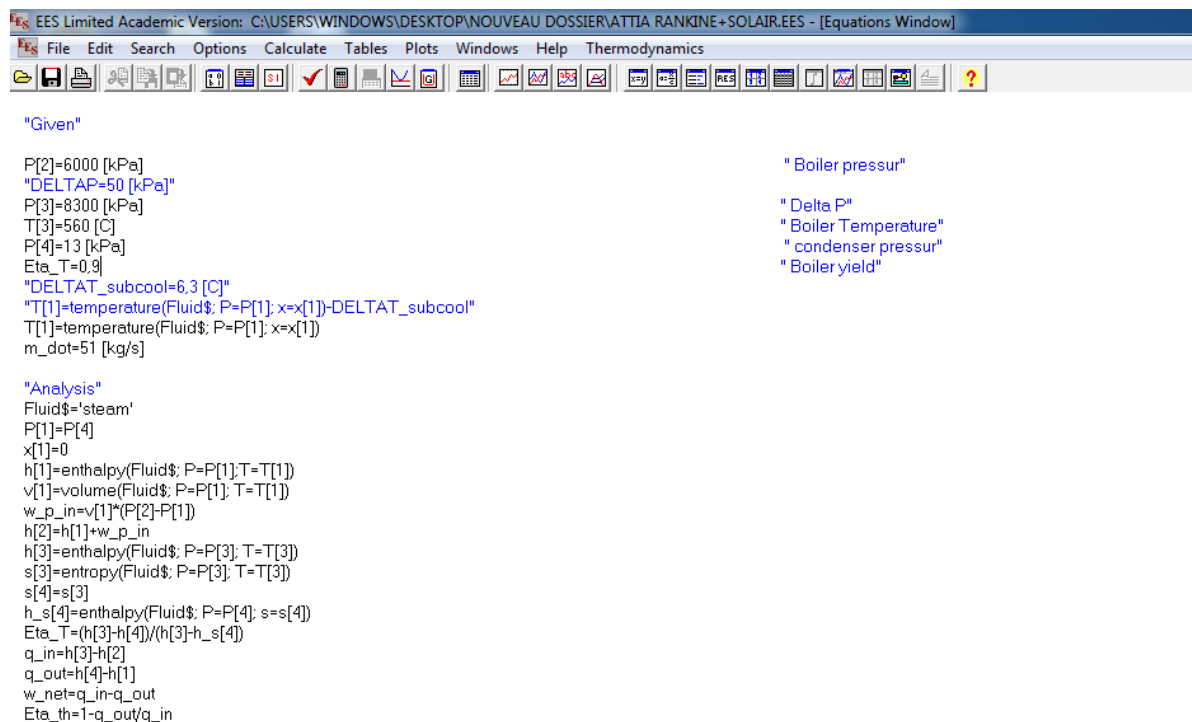 EES Limited Academic Version: C:\USERS\WINDOWS\DESKTOP\NOUVEAU DOSSIER\ATTIA RANKINE+SOLAIR.EES - [Equations Window]
File Edit Search Options Calculate Tables Plots Windows Help Thermodynamics
"Given"
P[2]=6000 [kPa] " Boiler pressur"
"DELTAP=50 [kPa]"
P[3]=8300 [kPa] " Delta P"
T[3]=560 [C] " Boiler Temperature"
P[4]=13 [kPa] " condenser pressur"
Eta_T=0,9 " Boiler yield"
"DELTAT_subcool=6,3 [C]"
"T[1]=temperature(Fluid$; P=P[1]; x=x[1])-DELTAT_subcool"
T[1]=temperature(Fluid$; P=P[1]; x=x[1])
m_dot=51 [kg/s]
"Analysis"
Fluid$='steam'
P[1]=P[4]
x[1]=0
h[1]=enthalpy(Fluid$; P=P[1];T=T[1])
v[1]=volume(Fluid$; P=P[1]; T=T[1])
w_p_in=v[1]*(P[2]-P[1])
h[2]=h[1]+w_p_in
h[3]=enthalpy(Fluid$; P=P[3]; T=T[3])
s[3]=entropy(Fluid$; P=P[3]; T=T[3])
s[4]=s[3]
h_s[4]=enthalpy(Fluid$; P=P[4]; s=s[4])
Eta_T=(h[3]-h[4])/(h[3]-h_s[4])
q_in=h[3]-h[2]
q_out=h[4]-h[1]
w_net=q_in-q_out
Eta_th=1-q_out/q_in